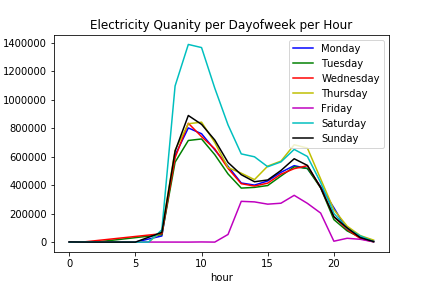 Electricity Quanity per Dayofweek per Hour
1400000
1200000
1000000
800000
600000
400000
200000
0
0 5 10 15 20
hour
Monday
Tuesday
Wednesday
Thursday
Friday
Saturday
Sunday